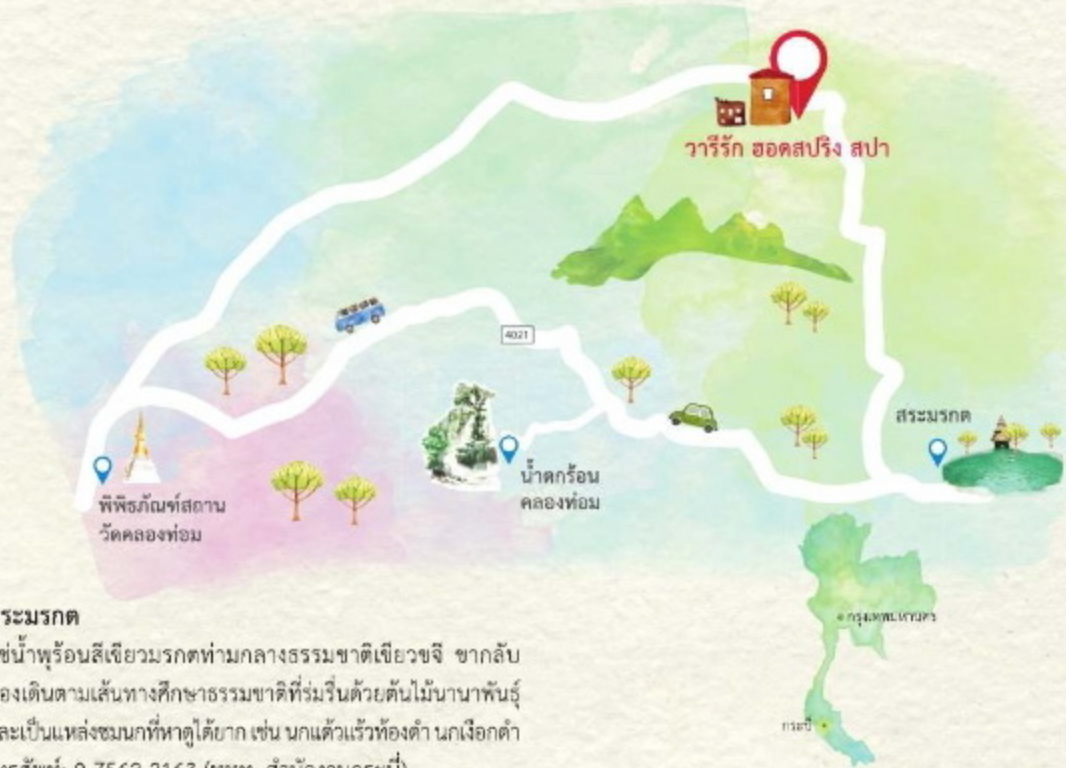 วารีรัก ฮอตสปริง สปา
4021
สระมรกต
น้ำตกร้อน
คลองท่อม
พิพิธภัณฑ์สถาน
วัดคลองท่อม
กรุงเทพมหานคร
กระบี่
ระมรกต
ช่น้ำพุร้อนสีเขียวมรกตท่ามกลางธรรมชาติเขียวขจี ขากลับ
องเดินตามเส้นทางศึกษาธรรมชาติที่ร่มรื่นด้วยต้นไม้นานาพันธุ์
ละเป็นแหล่งชมนกที่หาดูได้ยาก เช่น นกแต้วแร้วท้องดำ นกเงือกดำ